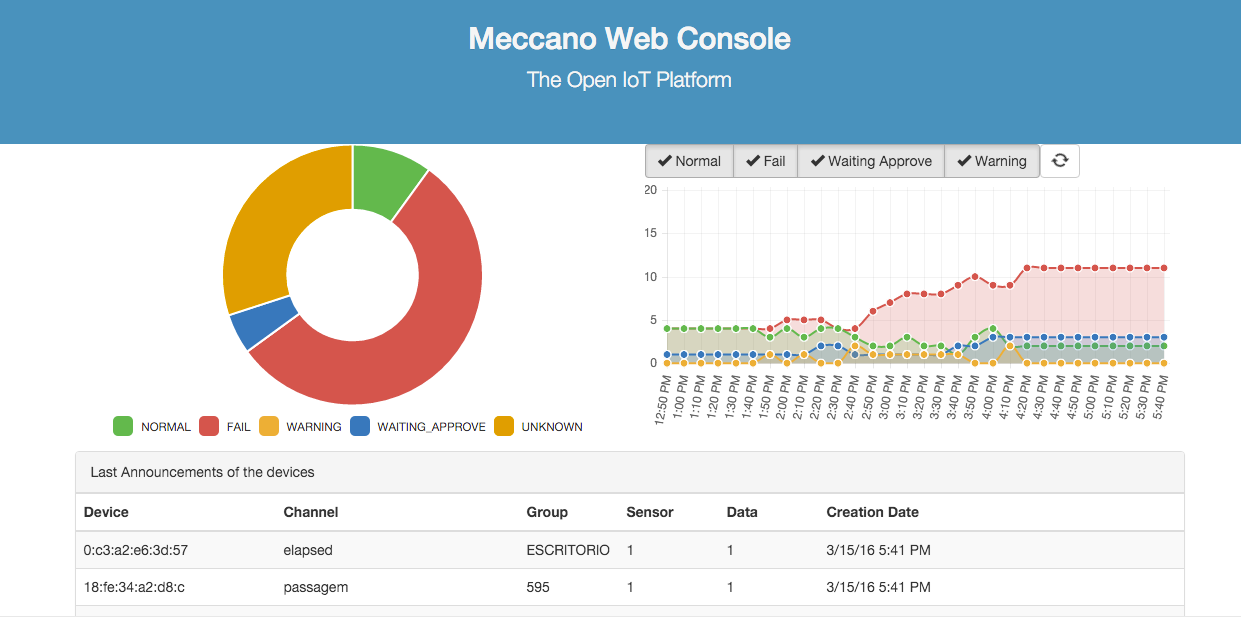 Meccano Web Console
The Open IoT Platform
Normal Fail Waiting Approve Warning
20
15
10
5
0
12:50 PM 1:00 PM 1:10 PM 1:20 PM 1:30 PM 1:40 PM 1:50 PM 2:00 PM 2:10 PM 2:20 PM 2:30 PM 2:40 PM 2:50 PM 3:00 PM 3:10 PM 3:20 PM 3:30 PM 3:40 PM 3:50 PM 4:00 PM 4:10 PM 4:20 PM 4:30 PM 4:40 PM 4:50 PM 5:00 PM 5:10 PM 5:20 PM 5:30 PM 5:40 PM
NORMAL FAIL WARNING WAITING_APPROVE UNKNOWN
Last Announcements of the devices
Device Channel Group Sensor Data Creation Date
0:c3:a2:e6:3d:57 elapsed ESCRITORIO 1 1 3/15/16 5:41 PM
18:fe:34:a2:d8:c passagem 595 1 1 3/15/16 5:41 PM